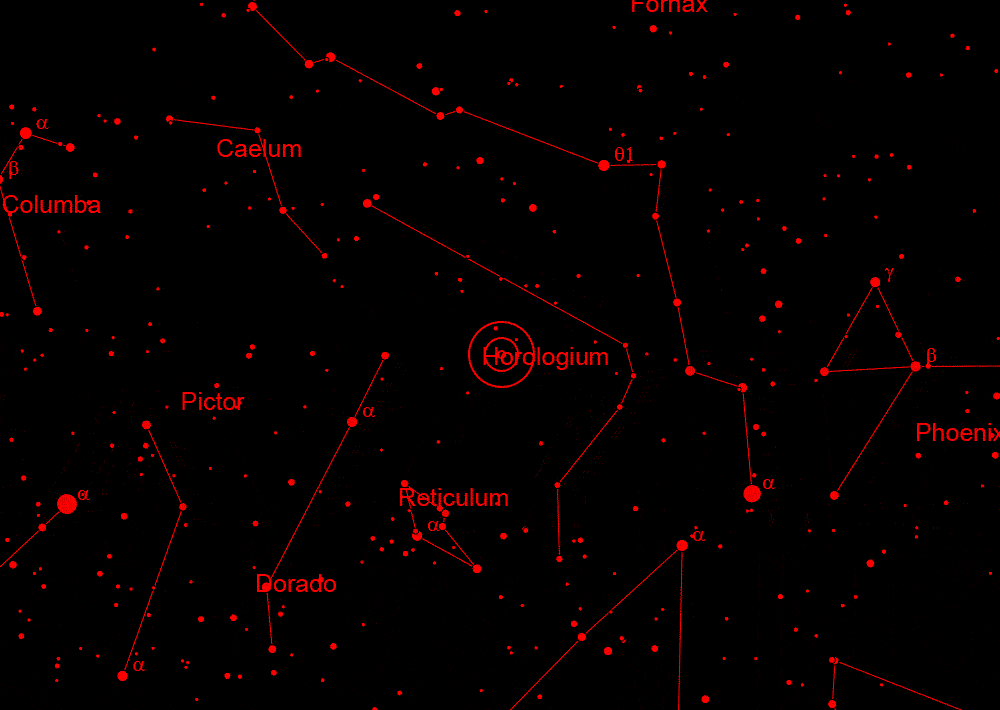 Fornax
α
Caelum
θ1
β
Columba
γ
Horologium
β
Pictor
α
Phoenix
α
Reticulum
α
α
α
Dorado
α